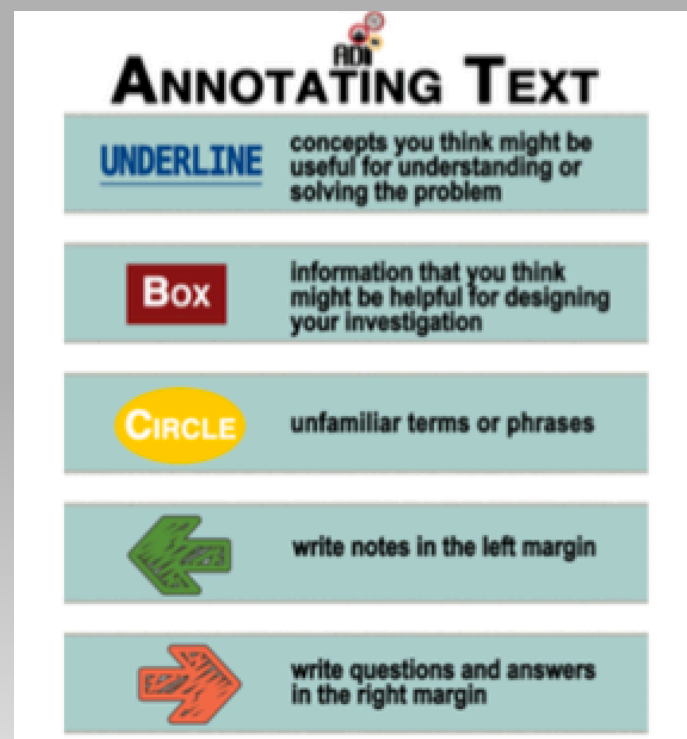 ADI
ANNOTATING TEXT
UNDERLINE
concepts you think might be
useful for understanding or
solving the problem
BOX
information that you think
might be helpful for designing
your investigation
CIRCLE
unfamiliar terms or phrases
write notes in the left margin
write questions and answers
in the right margin